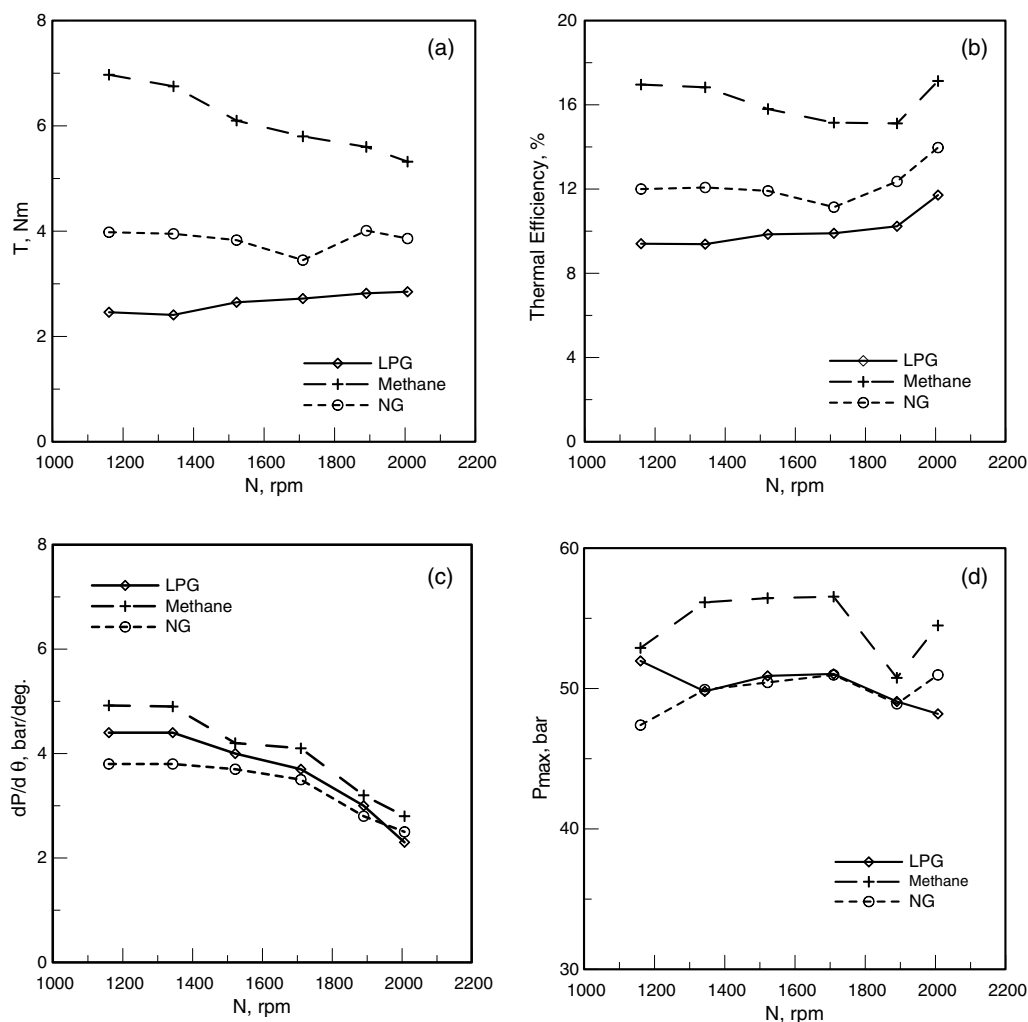 8
6
4
2
0
T, Nm
(a)
LPG
Methane
NG
1000 1200 1400 1600 1800 2000 2200
N, rpm
20
16
12
8
4
0
Thermal Efficiency, %
(b)
LPG
Methane
NG
1000 1200 1400 1600 1800 2000 2200
N, rpm
8
6
4
2
0
dP/d θ, bar/deg.
(c)
LPG
Methane
NG
1000 1200 1400 1600 1800 2000 2200
N, rpm
60
50
40
30
Pmax, bar
(d)
LPG
Methane
NG
1000 1200 1400 1600 1800 2000 2200
N, rpm